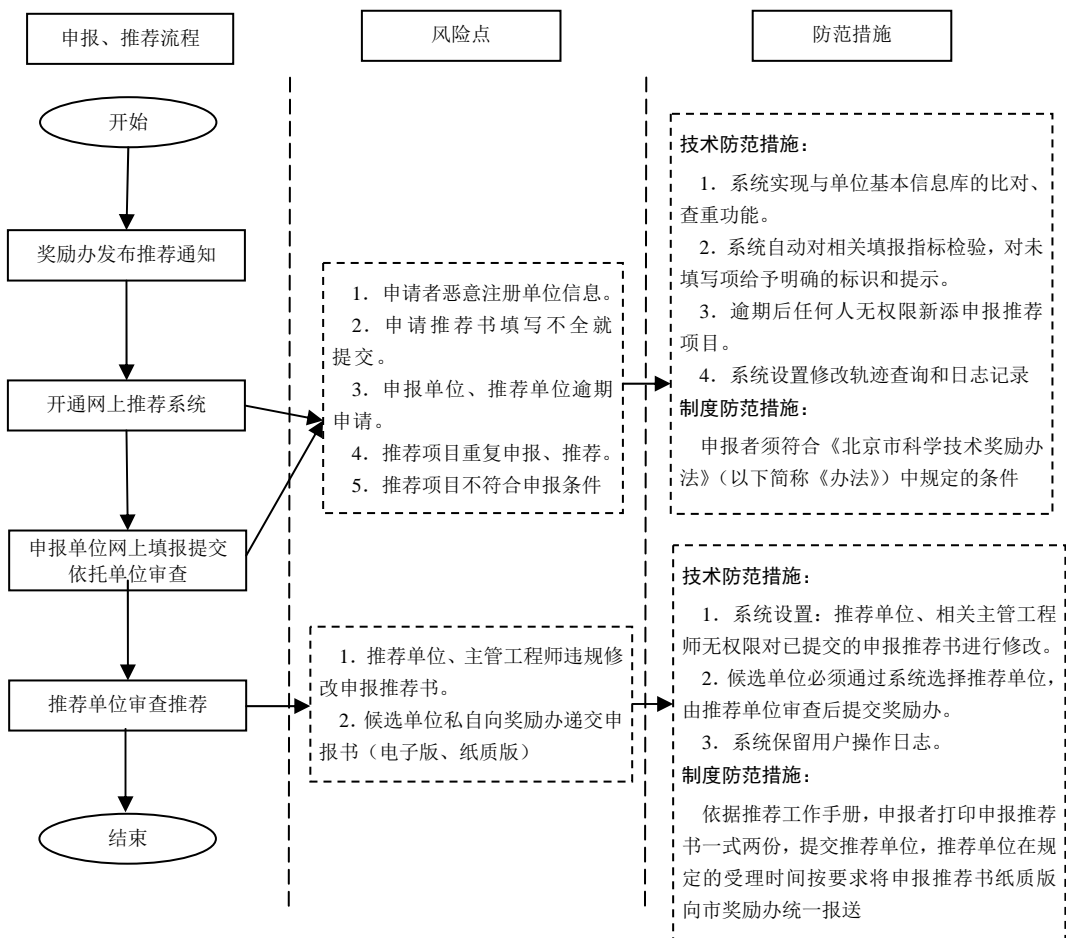 申报、推荐流程
风险点
防范措施
开始
奖励办发布推荐通知
开通网上推荐系统
申报单位网上填报提交
依托单位审查
推荐单位审查推荐
结束
1．申请者恶意注册单位信息。
2．申请推荐书填写不全就
提交。
3．申报单位、推荐单位逾期
申请。
4．推荐项目重复申报、推荐。
5．推荐项目不符合申报条件
1．推荐单位、主管工程师违规修
改申报推荐书。
2．候选单位私自向奖励办递交申
报书（电子版、纸质版）
技术防范措施：
1．系统实现与单位基本信息库的比对、
查重功能。
2．系统自动对相关填报指标检验，对未
填写项给予明确的标识和提示。
3．逾期后任何人无权限新添申报推荐
项目。
4．系统设置修改轨迹查询和日志记录
制度防范措施：
申报者须符合《北京市科学技术奖励办
法》（以下简称《办法》）中规定的条件
技术防范措施：
1．系统设置：推荐单位、相关主管工程
师无权限对已提交的申报推荐书进行修改。
2．候选单位必须通过系统选择推荐单位，
由推荐单位审查后提交奖励办。
3．系统保留用户操作日志。
制度防范措施：
依据推荐工作手册，申报者打印申报推荐
书一式两份，提交推荐单位，推荐单位在规
定的受理时间按要求将申报推荐书纸质版
向市奖励办统一报送